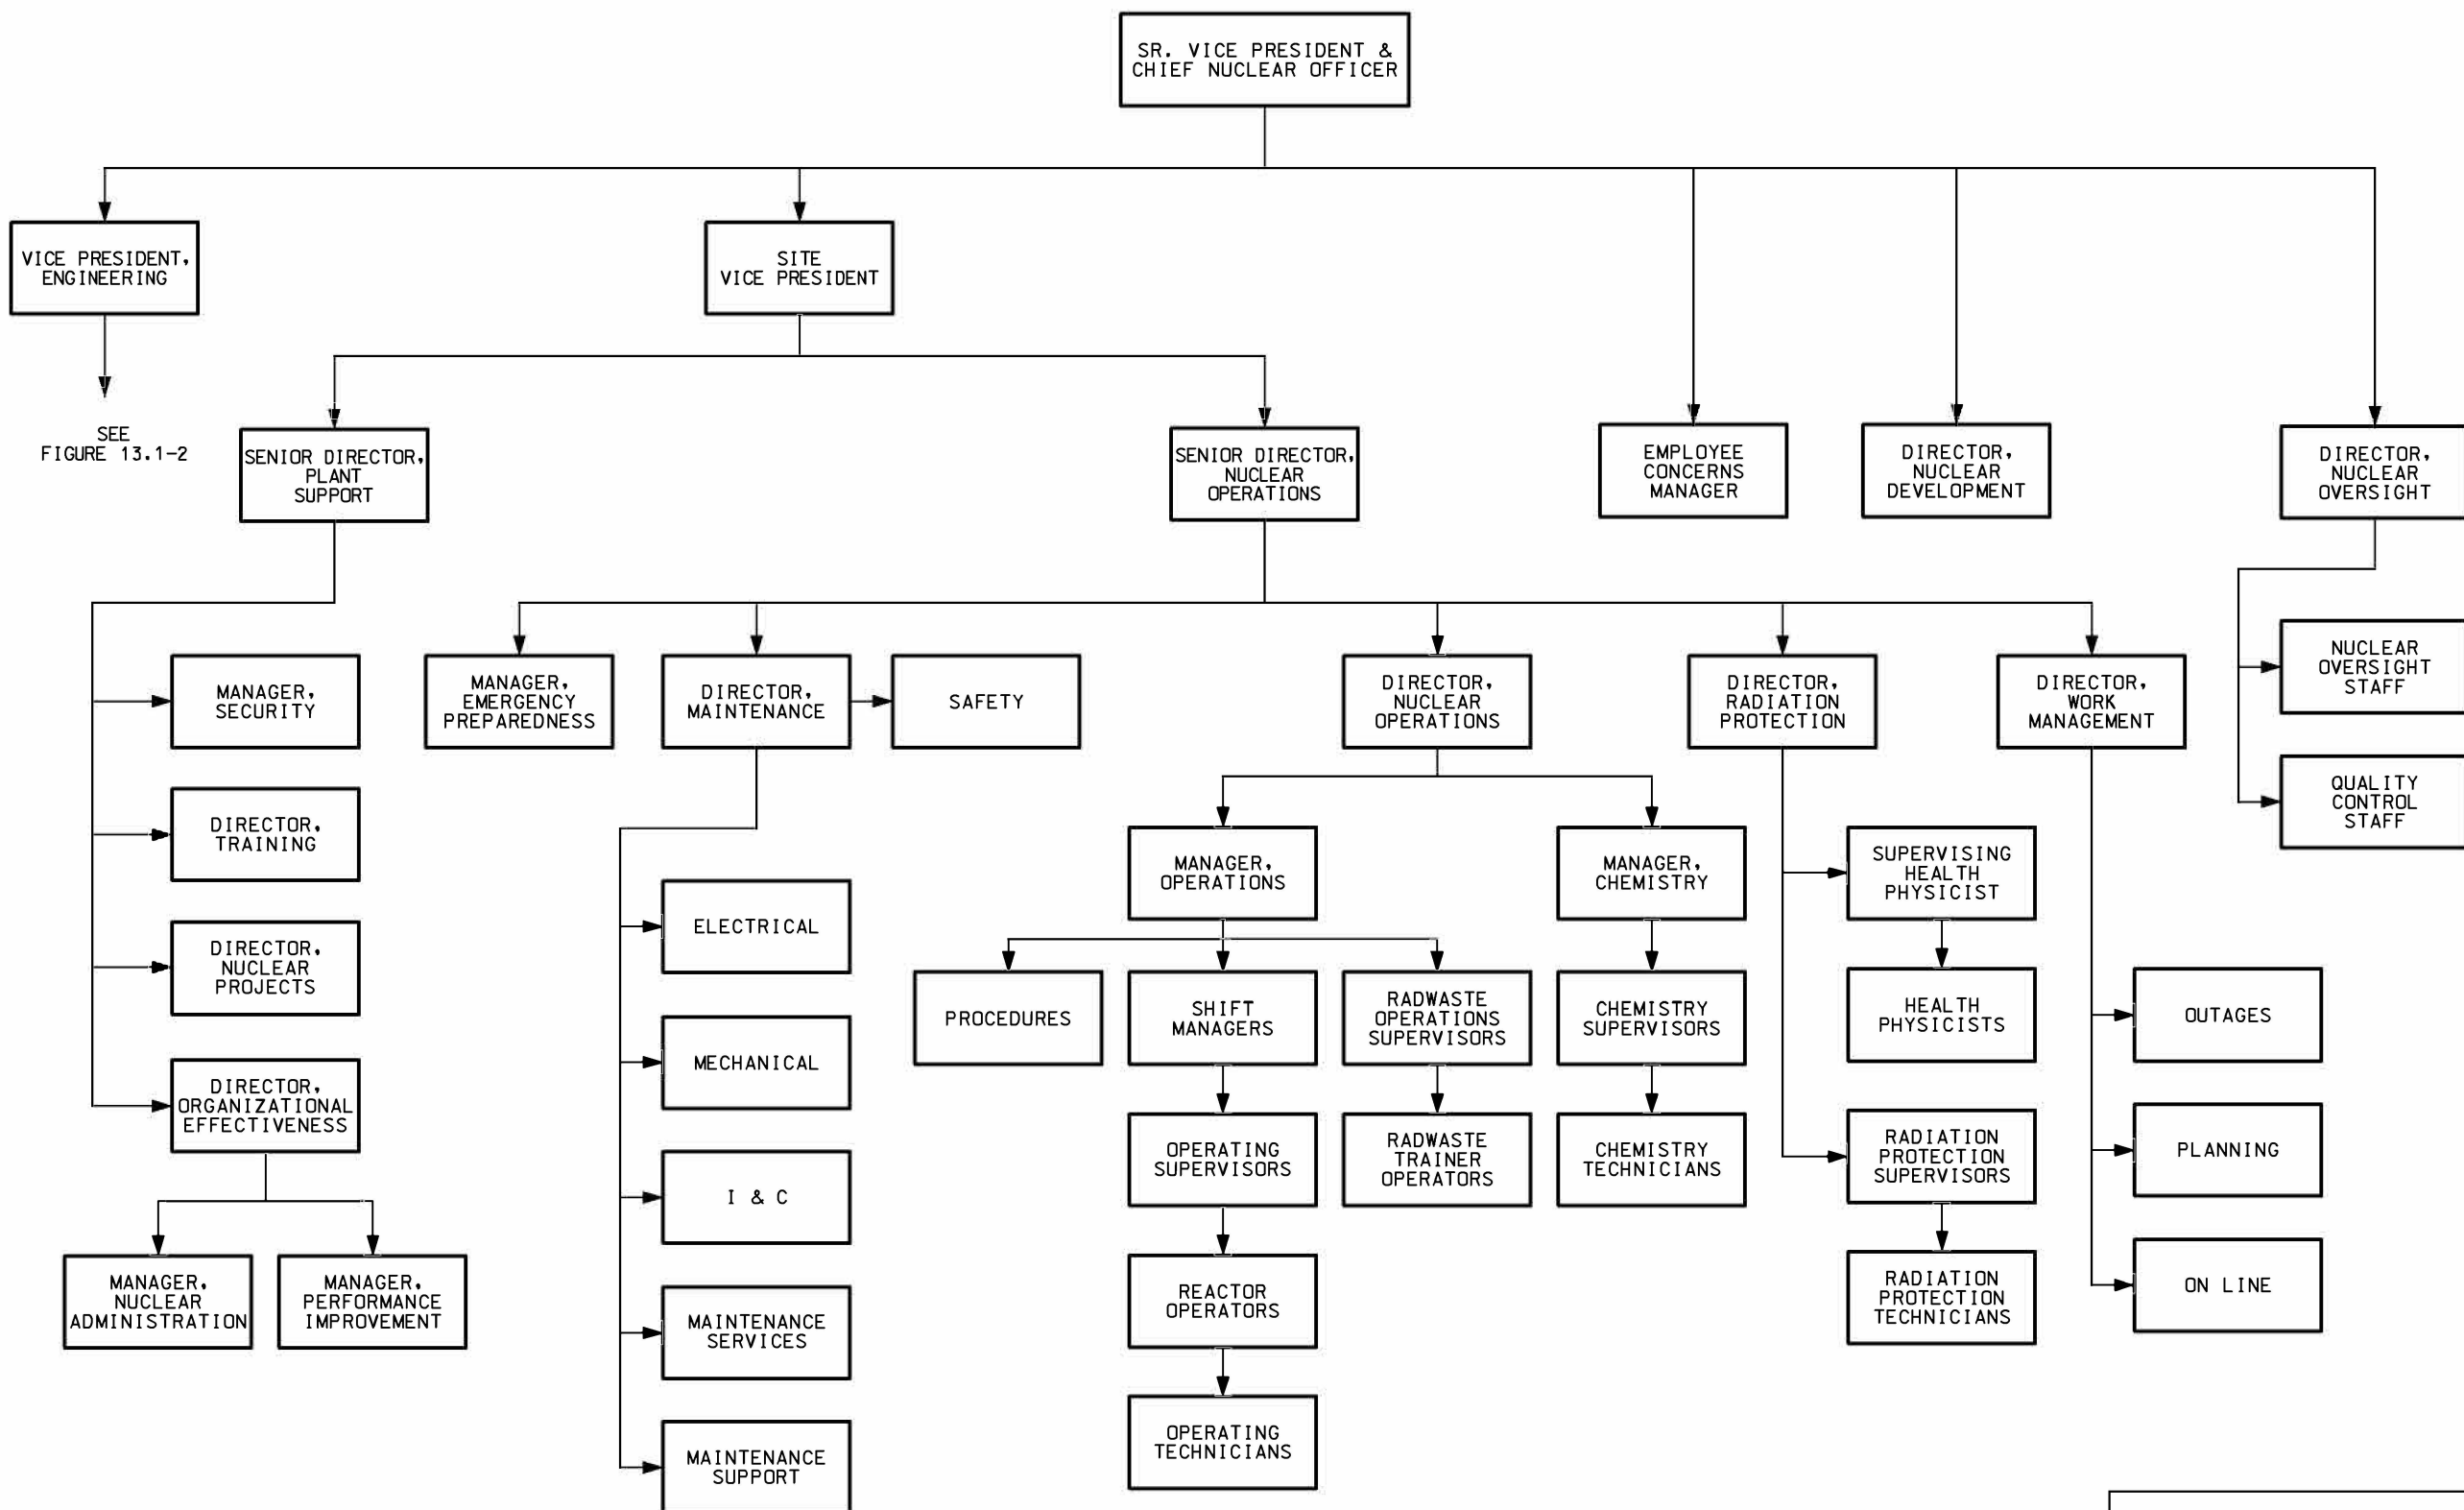 SR. VICE PRESIDENT &
CHIEF NUCLEAR OFFICER
VICE PRESIDENT,
ENGINEERING
SITE
VICE PRESIDENT
SEE
FIGURE 13.1-2
SENIOR DIRECTOR,
PLANT
SUPPORT
SENIOR DIRECTOR,
NUCLEAR
OPERATIONS
EMPLOYEE
CONCERNS
MANAGER
DIRECTOR,
NUCLEAR
DEVELOPMENT
DIRECTOR,
NUCLEAR
OVERSIGHT
MANAGER,
SECURITY
DIRECTOR,
TRAINING
DIRECTOR,
NUCLEAR
PROJECTS
DIRECTOR,
ORGANIZATIONAL
EFFECTIVENESS
MANAGER,
NUCLEAR
ADMINISTRATION
MANAGER,
PERFORMANCE
IMPROVEMENT
MANAGER,
EMERGENCY
PREPAREDNESS
DIRECTOR,
MAINTENANCE
SAFETY
ELECTRICAL
MECHANICAL
I & C
MAINTENANCE
SERVICES
MAINTENANCE
SUPPORT
DIRECTOR,
NUCLEAR
OPERATIONS
MANAGER,
OPERATIONS
PROCEDURES
SHIFT
MANAGERS
OPERATING
SUPERVISORS
REACTOR
OPERATORS
OPERATING
TECHNICIANS
RADWASTE
OPERATIONS
SUPERVISORS
RADWASTE
TRAINER
OPERATORS
MANAGER,
CHEMISTRY
CHEMISTRY
SUPERVISORS
CHEMISTRY
TECHNICIANS
DIRECTOR,
RADIATION
PROTECTION
SUPERVISING
HEALTH
PHYSICIST
HEALTH
PHYSICISTS
RADIATION
PROTECTION
SUPERVISORS
RADIATION
PROTECTION
TECHNICIANS
DIRECTOR,
WORK
MANAGEMENT
OUTAGES
PLANNING
ON LINE
NUCLEAR
OVERSIGHT
STAFF
QUALITY
CONTROL
STAFF